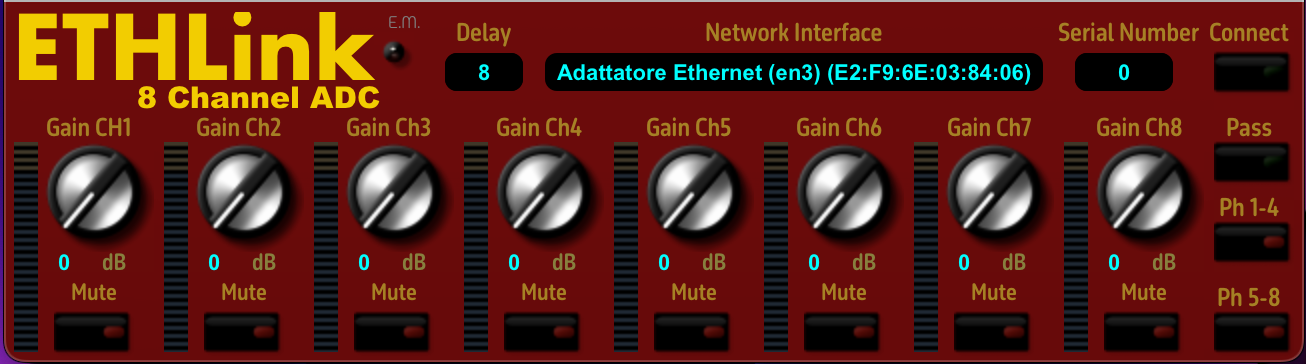 ETHLink
8 Channel ADC
E.M.
Delay
Network Interface
Serial Number
Connect
8
Adattatore Ethernet (en3) (E2:F9:6E:03:84:06)
0
Gain CH1
Gain Ch2
Gain Ch3
Gain Ch4
Gain Ch5
Gain Ch6
Gain Ch7
Gain Ch8
Pass
Ph 1-4
0 dB
0 dB
0 dB
0 dB
0 dB
0 dB
0 dB
0 dB
Mute
Mute
Mute
Mute
Mute
Mute
Mute
Mute
Ph 5-8